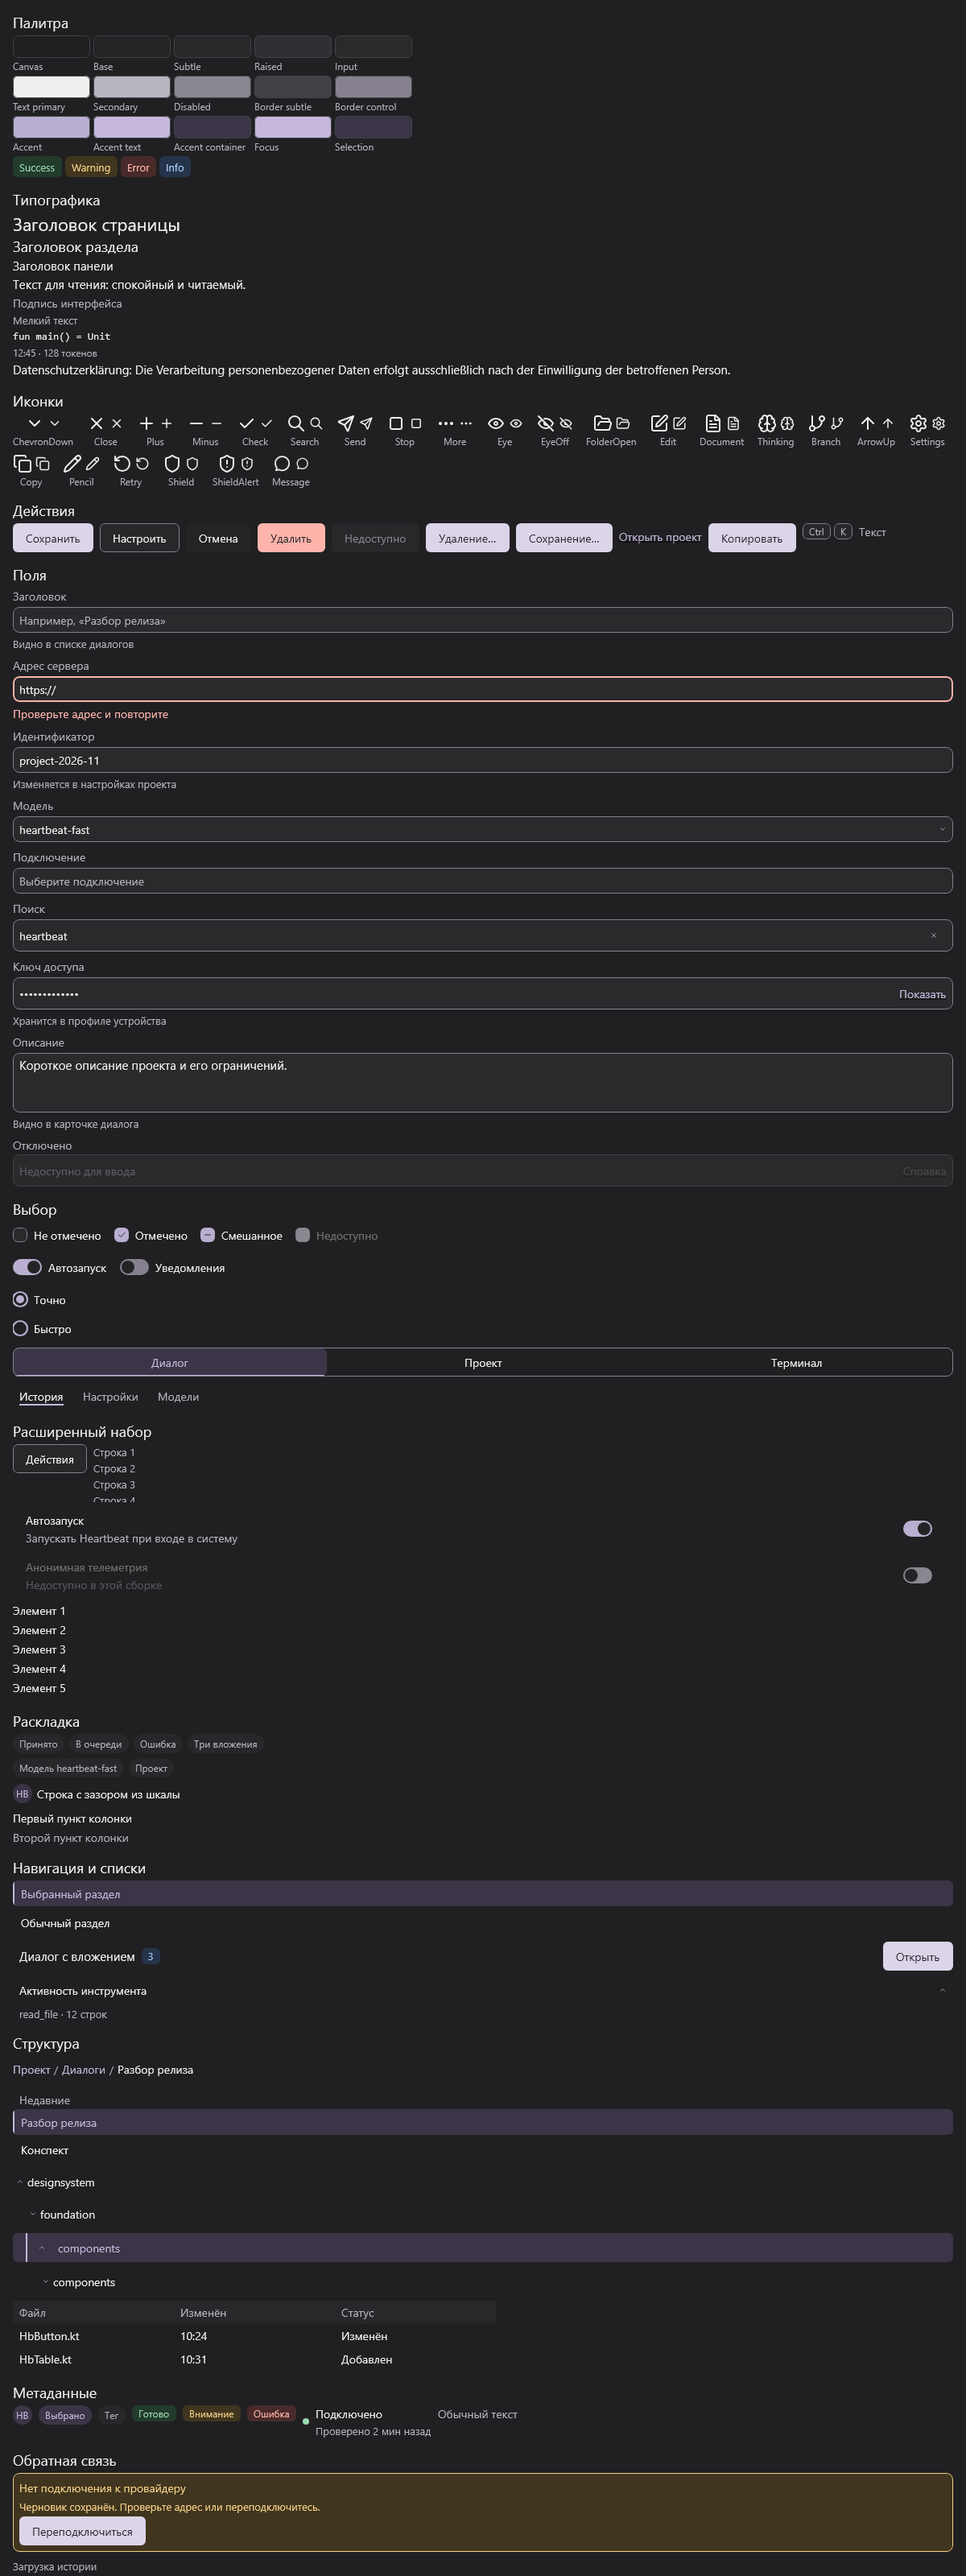 Палитра
Canvas Base Subtle Raised Input
Text primary Secondary Disabled Border subtle Border control
Accent Accent text Accent container Focus Selection
Success Warning Error Info
Типографика
Заголовок страницы
Заголовок раздела
Заголовок панели
Текст для чтения: спокойный и читаемый.
Подпись интерфейса
Мелкий текст
fun main() = Unit
12:45 · 128 токенов
Datenschutzerklärung: Die Verarbeitung personenbezogener Daten erfolgt ausschließlich nach der Einwilligung der betroffenen Person.
Иконки
ChevronDown Close Plus Minus Check Search Send Stop More Eye EyeOff FolderOpen Edit Document Thinking Branch ArrowUp Settings
Copy Pencil Retry Shield ShieldAlert Message
Действия
Сохранить Настроить Отмена Удалить Недоступно Удаление… Сохранение… Открыть проект Копировать Ctrl K Текст
Поля
Заголовок
Например, «Разбор релиза»
Видно в списке диалогов
Адрес сервера
https://
Проверьте адрес и повторите
Идентификатор
project-2026-11
Изменяется в настройках проекта
Модель
heartbeat-fast
Подключение
Выберите подключение
Поиск
heartbeat
Ключ доступа
•••••••••••••  Показать
Хранится в профиле устройства
Описание
Короткое описание проекта и его ограничений.
Видно в карточке диалога
Отключено
Недоступно для ввода Справка
Выбор
Не отмечено Отмечено Смешанное Недоступно
Автозапуск Уведомления
Точно
Быстро
Диалог Проект Терминал
История Настройки Модели
Расширенный набор
Действия Строка 1
Строка 2
Строка 3
Строка 4
Автозапуск
Запускать Heartbeat при входе в систему
Анонимная телеметрия
Недоступно в этой сборке
Элемент 1
Элемент 2
Элемент 3
Элемент 4
Элемент 5
Раскладка
Принято В очереди Ошибка Три вложения
Модель heartbeat-fast Проект
HB Строка с зазором из шкалы
Первый пункт колонки
Второй пункт колонки
Навигация и списки
Выбранный раздел
Обычный раздел
Диалог с вложением 3 Открыть
Активность инструмента
read_file · 12 строк
Структура
Проект / Диалоги / Разбор релиза
Недавние
Разбор релиза
Конспект
designsystem
foundation
components
components
Файл Изменён Статус
HbButton.kt 10:24 Изменён
HbTable.kt 10:31 Добавлен
Метаданные
HB Выбрано Тег Готово Внимание Ошибка Подключено Обычный текст
Проверено 2 мин назад
Обратная связь
Нет подключения к провайдеру
Черновик сохранён. Проверьте адрес или переподключитесь.
Переподключиться
Загрузка истории